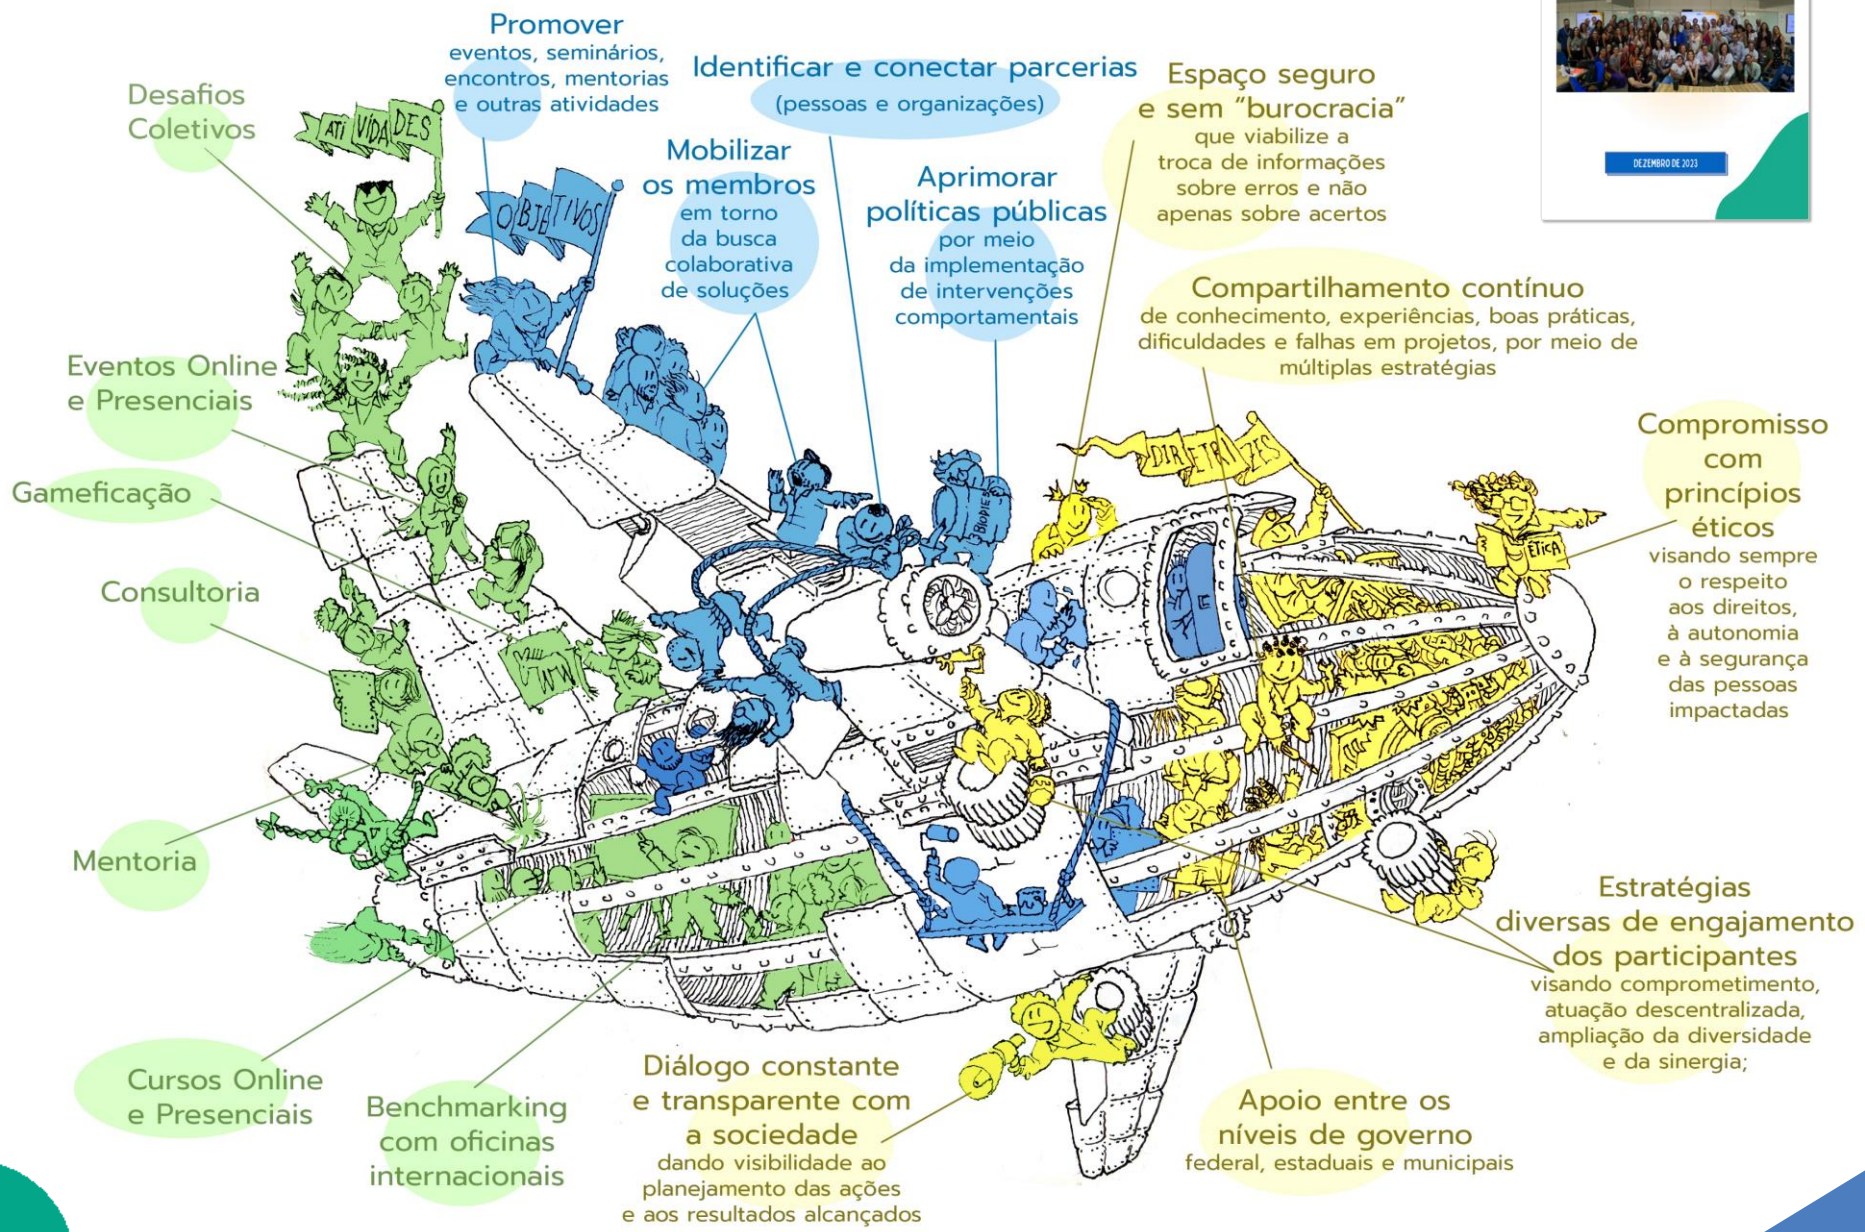 Promover
eventos, seminários,
encontros, mentorias
e outras atividades
Identificar e conectar parcerias
(pessoas e organizações)
Espaço seguro
e sem “burocracia”
que viabilize a
troca de informações
sobre erros e não
apenas sobre acertos
DEZEMBRO DE 2023
Desafios
Coletivos
ATIVIDADES
Mobilizar
os membros
em torno
da busca
colaborativa
de soluções
OBJETIVOS
Aprimorar
políticas públicas
por meio
da implementação
de intervenções
comportamentais
Compartilhamento contínuo
de conhecimento, experiências, boas práticas,
dificuldades e falhas em projetos, por meio de
múltiplas estratégias
Eventos Online
e Presenciais
DIRETRIZES
Compromisso
com
princípios
éticos
visando sempre
o respeito
aos direitos,
à autonomia
e à segurança
das pessoas
impactadas
ÉTICA
Gameficação
Consultoria
Mentoria
Estratégias
diversas de engajamento
dos participantes
visando comprometimento,
atuação descentralizada,
ampliação da diversidade
e da sinergia;
Cursos Online
e Presenciais
Benchmarking
com oficinas
internacionais
Diálogo constante
e transparente com
a sociedade
dando visibilidade ao
planejamento das ações
e aos resultados alcançados
Apoio entre os
níveis de governo
federal, estaduais e municipais